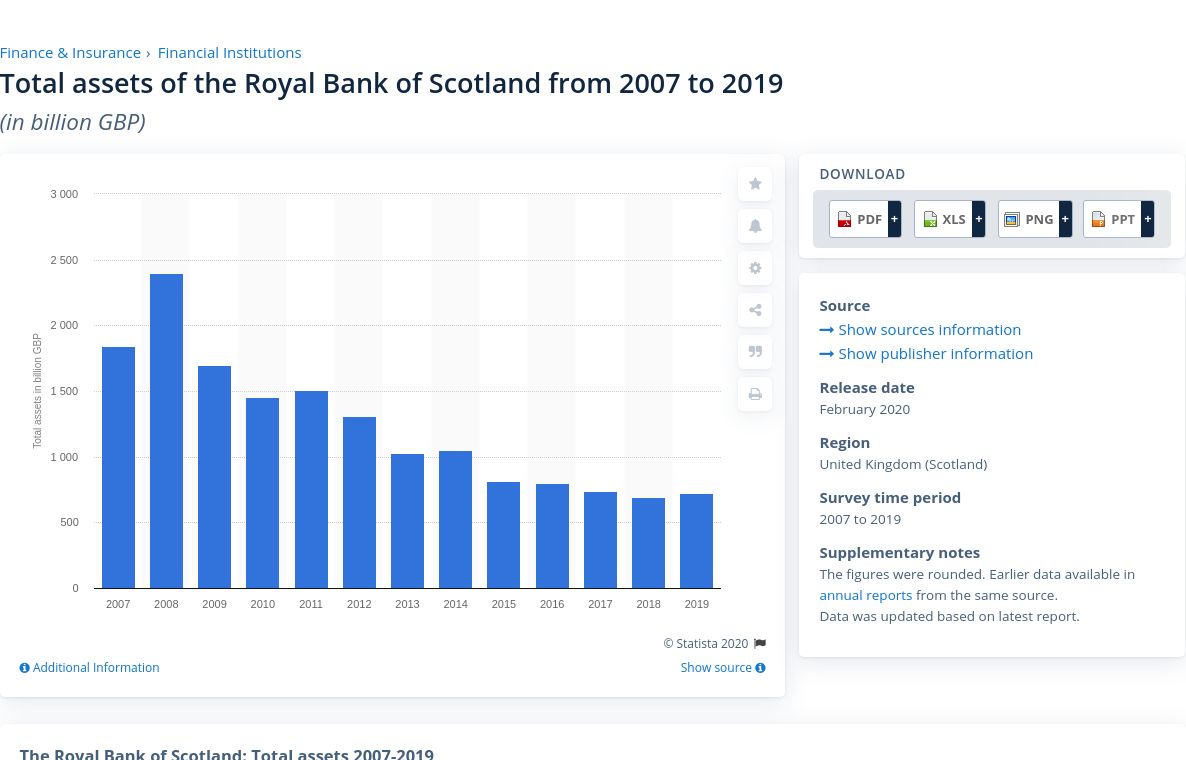 Finance & Insurance › Financial Institutions
Total assets of the Royal Bank of Scotland from 2007 to 2019
(in billion GBP)
Total assets in billion GBP
3 000
2 500
2 000
1 500
1 000
500
0
2007 2008 2009 2010 2011 2012 2013 2014 2015 2016 2017 2018 2019
© Statista 2020
Additional Information
Show source
DOWNLOAD
PDF + XLS + PNG + PPT +
Source
Show sources information
Show publisher information
Release date
February 2020
Region
United Kingdom (Scotland)
Survey time period
2007 to 2019
Supplementary notes
The figures were rounded. Earlier data available in
annual reports from the same source.
Data was updated based on latest report.
The Royal Bank of Scotland: Total assets 2007-2019